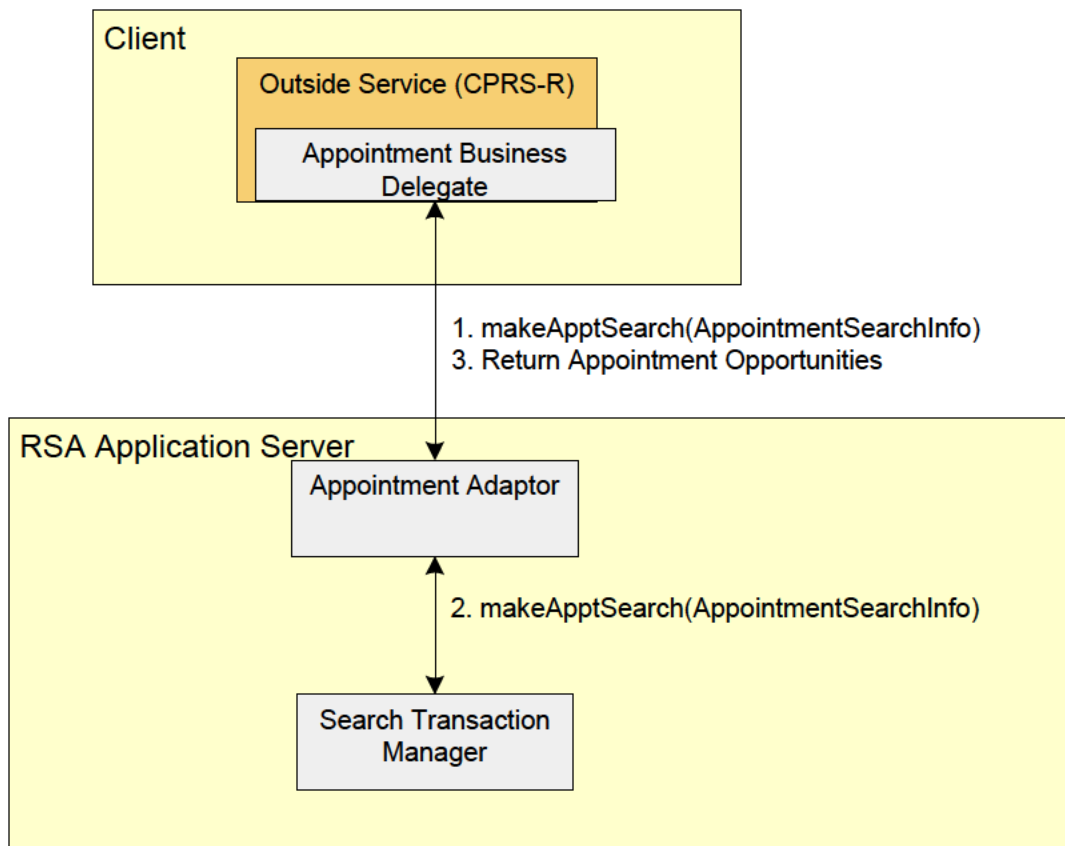 Client
Outside Service (CPRS-R)
Appointment Business
Delegate
1. makeApptSearch(AppointmentSearchInfo)
3. Return Appointment Opportunities
RSA Application Server
Appointment Adaptor
2. makeApptSearch(AppointmentSearchInfo)
Search Transaction
Manager